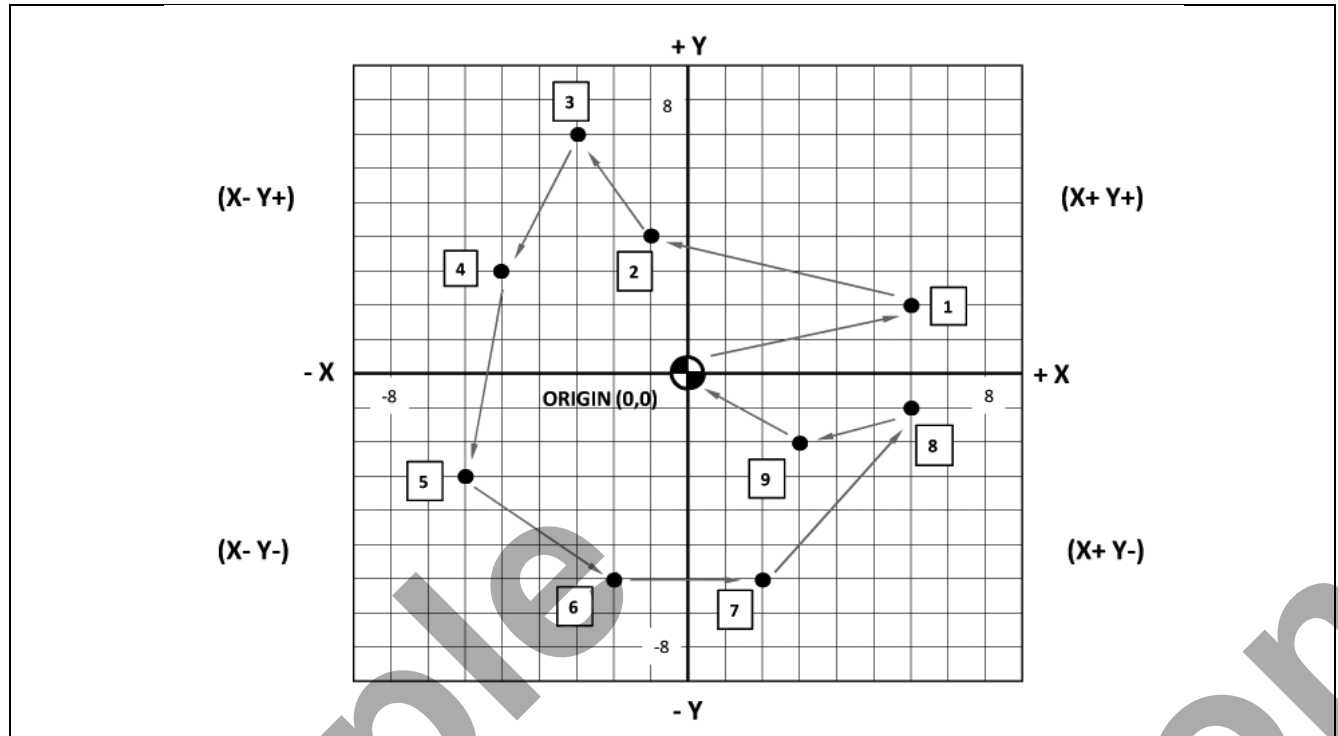 + Y
3
8
(X- Y+)
(X+ Y+)
4
2
1
- X
+ X
-8
ORIGIN (0,0)
8
8
5
9
(X- Y-)
(X+ Y-)
6
7
-8
- Y